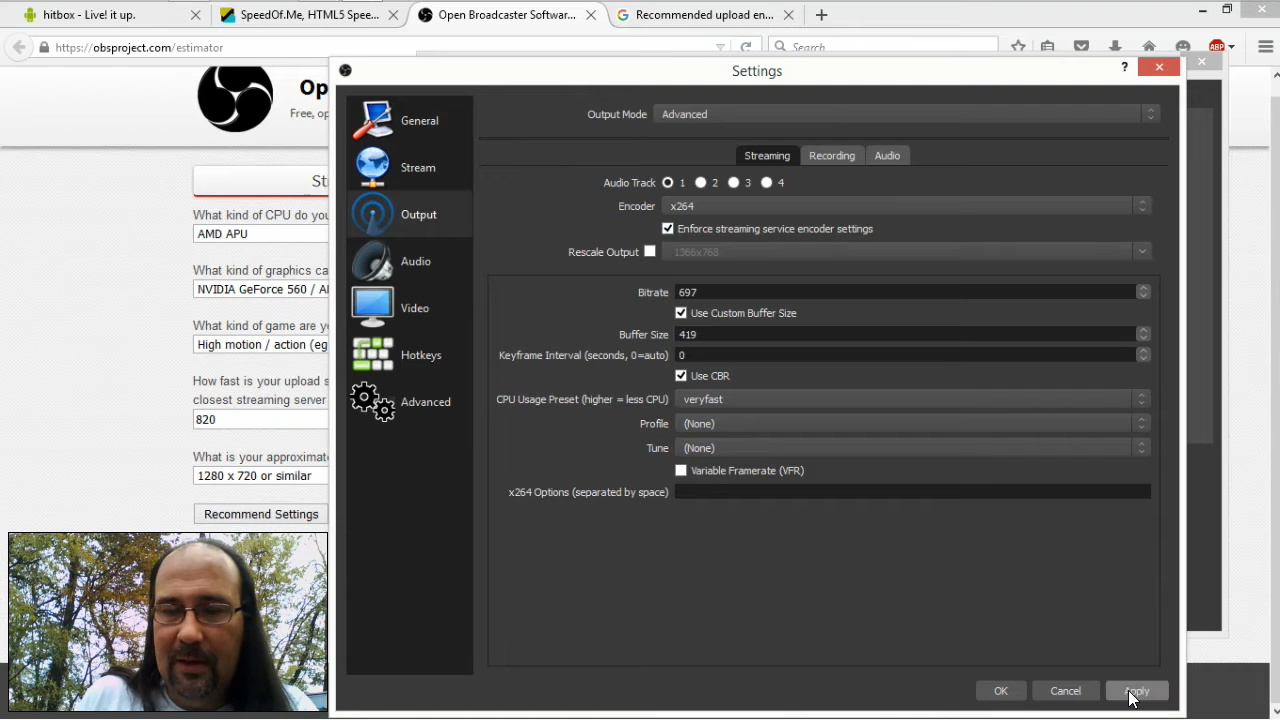 hitbox - Live! it up.
SpeedOf.Me, HTML5 Spee...
Open Broadcaster Softwar...
Recommended upload en...
https://obsproject.com/estimator
Search
ABP
Op
Free, op
St
What kind of CPU do you
AMD APU
What kind of graphics ca
NVIDIA GeForce 560 / A
What kind of game are y
High motion / action (eg
How fast is your upload s
closest streaming server
820
What is your approximate
1280 x 720 or similar
Recommend Settings
Settings
?
General
Stream
Output
Audio
Video
Hotkeys
Advanced
Output Mode Advanced
Streaming Recording Audio
Audio Track 1 2 3 4
Encoder x264
Enforce streaming service encoder settings
Rescale Output 1366x768
Bitrate 697
Use Custom Buffer Size
Buffer Size 419
Keyframe Interval (seconds, 0=auto) 0
Use CBR
CPU Usage Preset (higher = less CPU) veryfast
Profile (None)
Tune (None)
Variable Framerate (VFR)
x264 Options (separated by space)
OK Cancel Apply